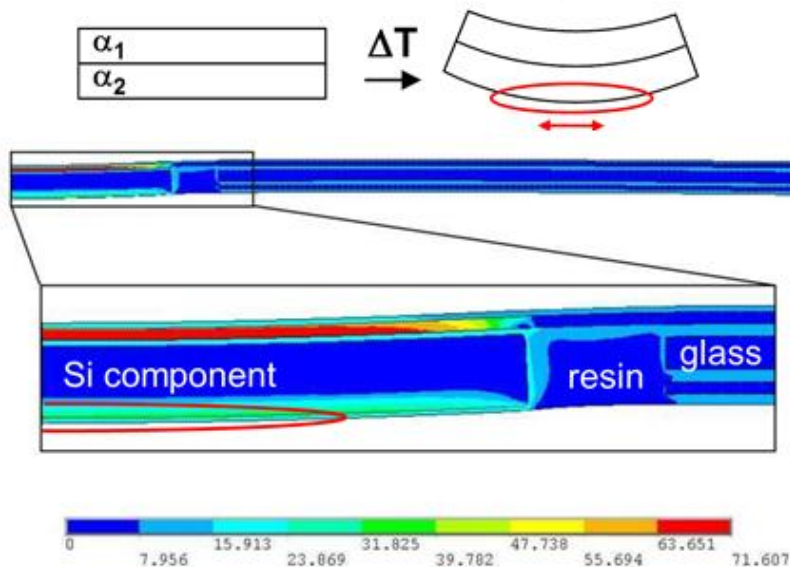 α₁
α₂
ΔT
Si component
resin
glass
0
7.956
15.913
23.869
31.825
39.782
47.738
55.694
63.651
71.607